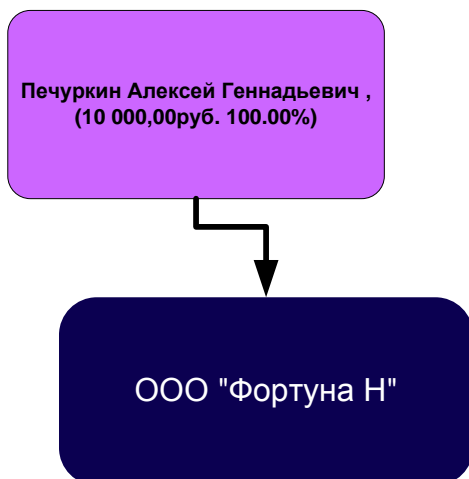 Печуркин Алексей Геннадьевич ,
(10 000,00руб. 100.00%)
ООО "Фортуна Н"